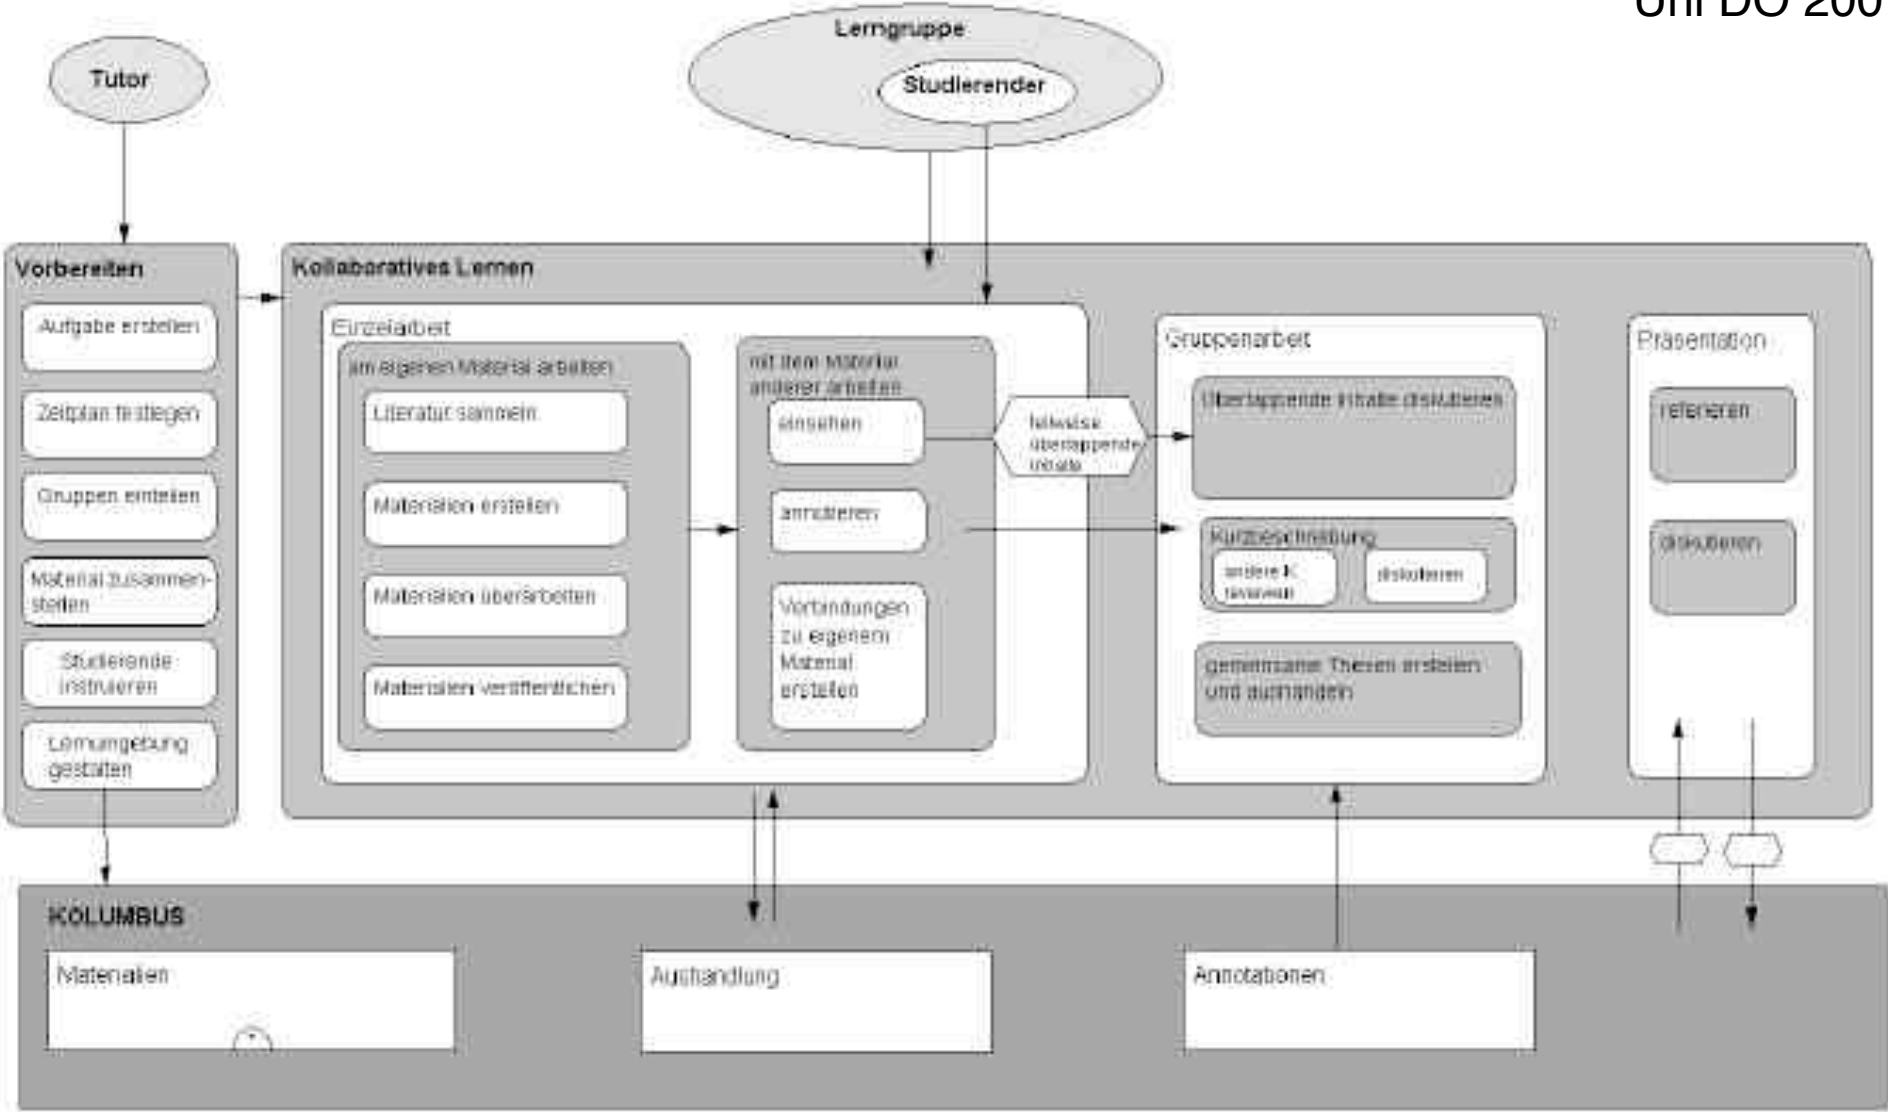 Uni DO 200
Lerngruppe
Studierender
Tutor
Vorbereiten
Aufgabe erstellen
Zeitplan festlegen
Gruppen einteilen
Material zusammen-
stellen
Studierende
instruieren
Lernumgebung
gestalten
Kollaboratives Lernen
Einzelarbeit
am eigenen Material arbeiten
Literatur sammeln
Materialien erstellen
Materialien überarbeiten
Materialien veröffentlichen
mit dem Material
anderer arbeiten
einsehen
annotieren
Verbindungen
zu eigenem
Material
erstellen
teilweise
überlappende
Inhalte
Gruppenarbeit
Überlappende Inhalte diskutieren
Kurzbeschreibung
andere K.
diskutieren
gemeinsame Thesen erstellen
und aushandeln
Präsentation
referieren
diskutieren
KOLUMBUS
Materialien
Aushandlung
Annotationen